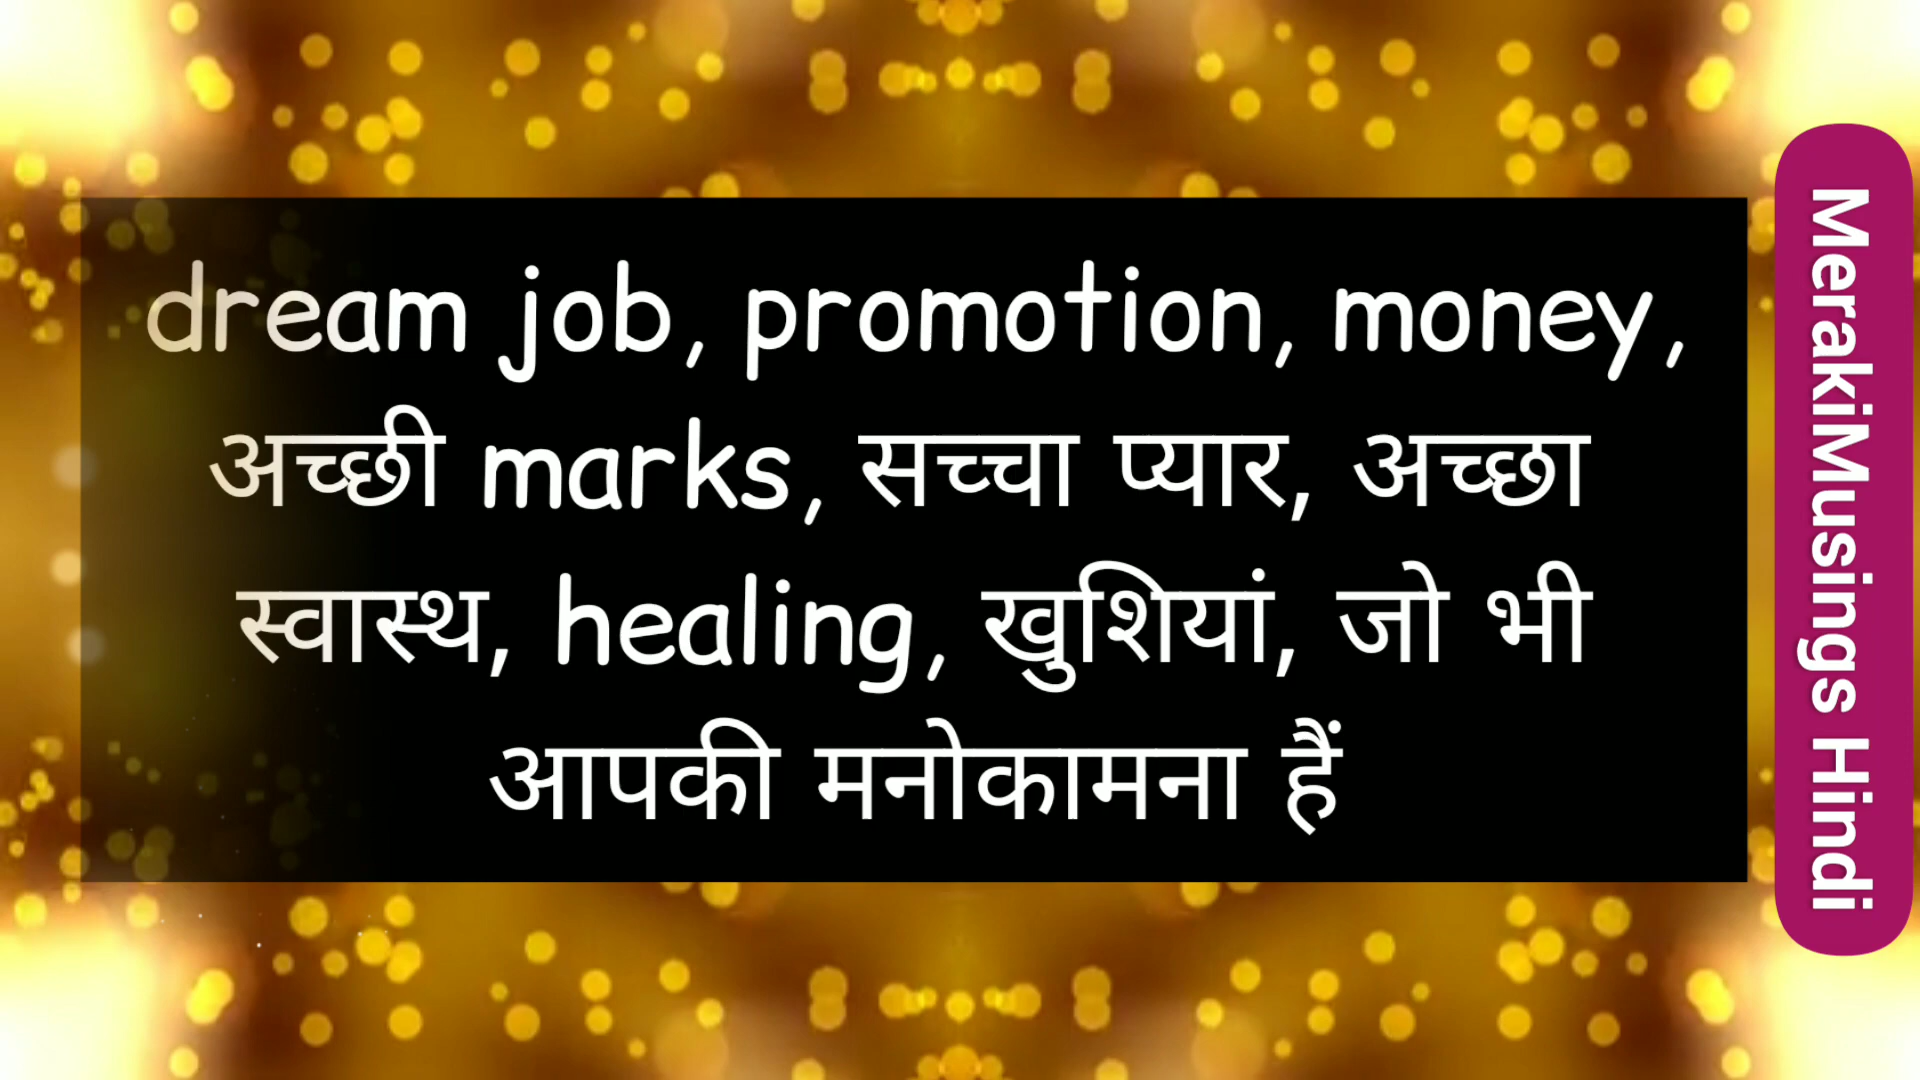 dream job, promotion, money,
अच्छी marks, सच्चा प्यार, अच्छा
स्वास्थ, healing, खुशियां, जो भी
आपकी मनोकामना हैं
MerakiMusings Hindi